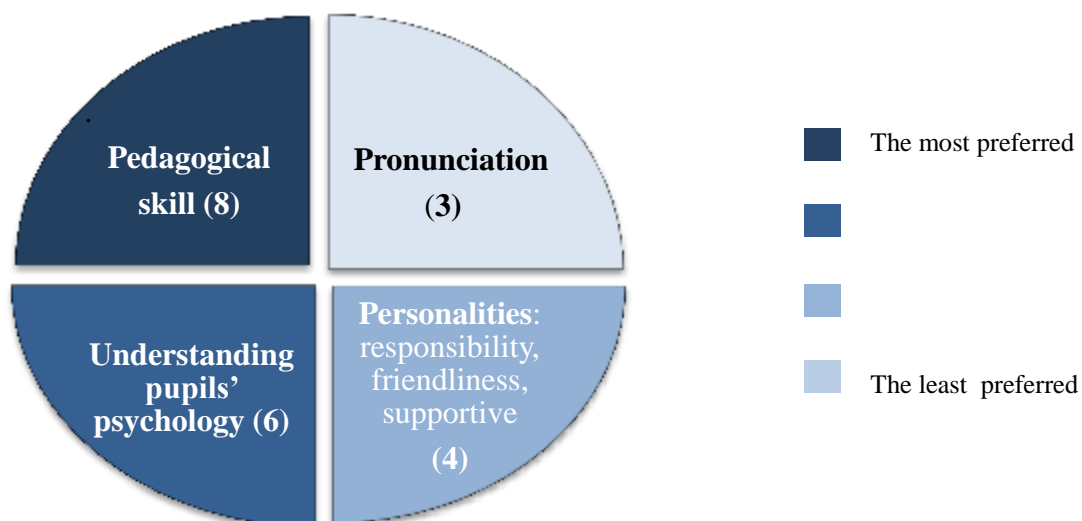 Pedagogical
skill (8)
Pronunciation
(3)
Understanding
pupils’
psychology (6)
Personalities:
responsibility,
friendliness,
supportive
(4)
The most preferred
The least preferred